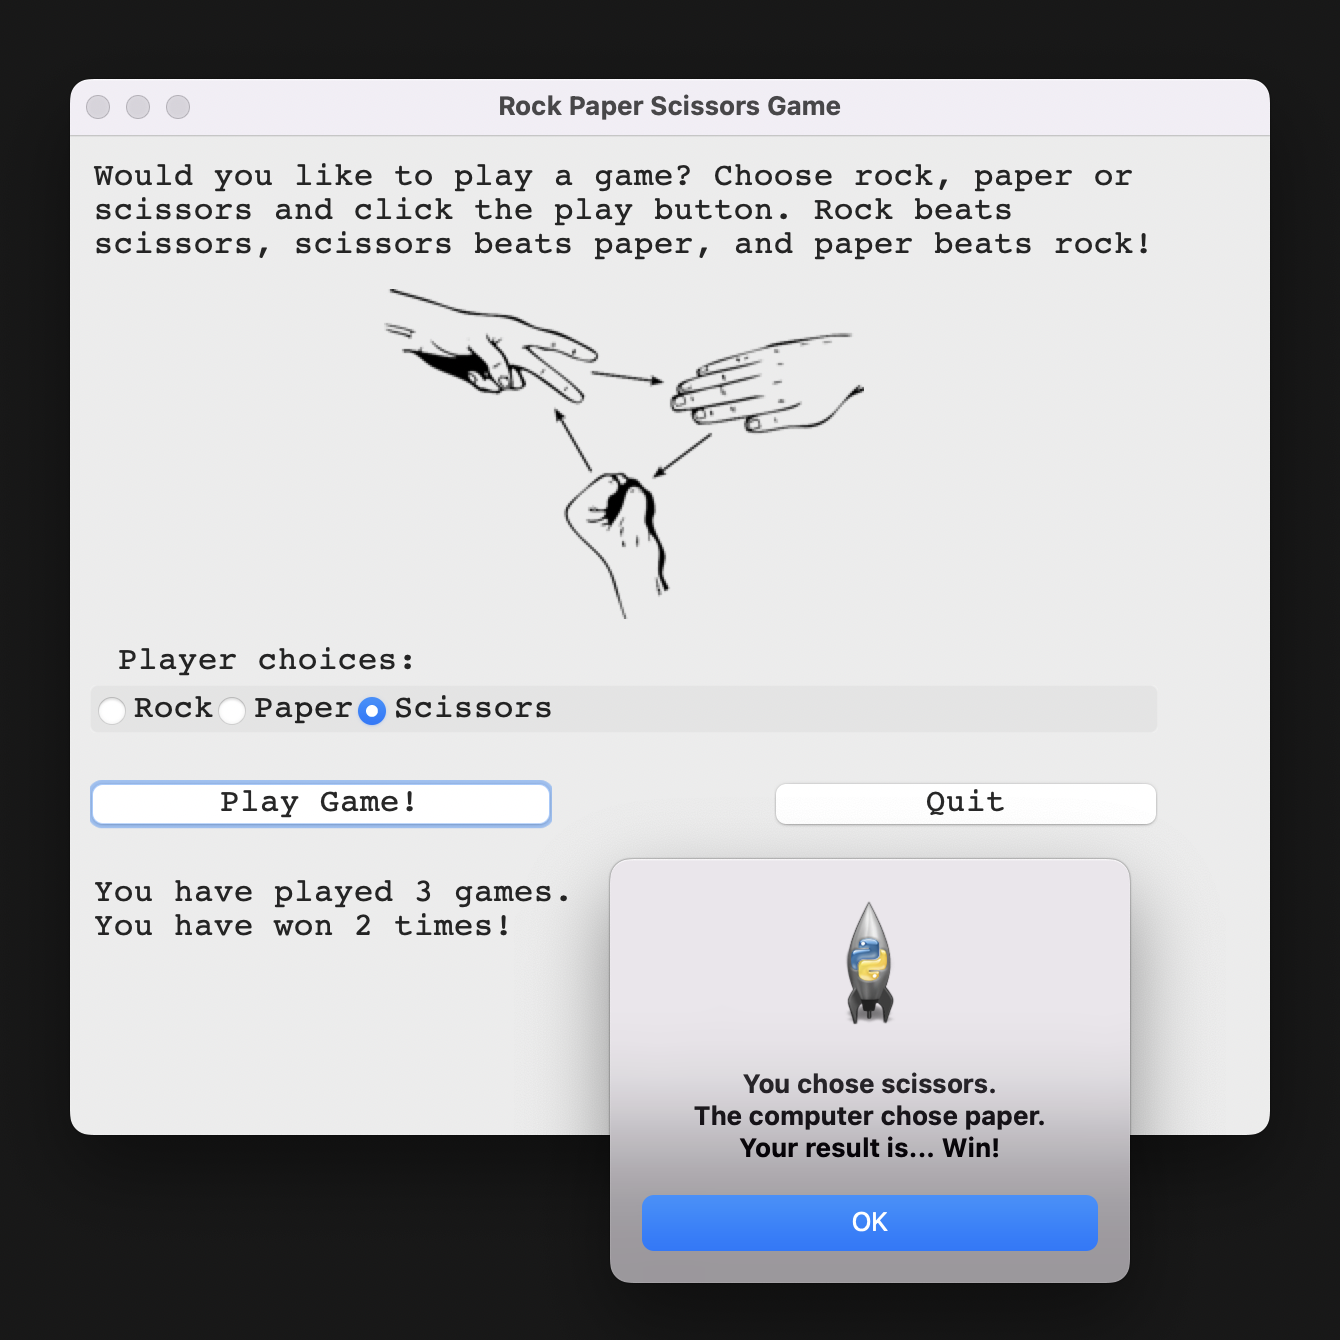 Rock Paper Scissors Game
Would you like to play a game? Choose rock, paper or
scissors and click the play button. Rock beats
scissors, scissors beats paper, and paper beats rock!
Player choices:
Rock Paper Scissors
Play Game! Quit
You have played 3 games.
You have won 2 times!
You chose scissors.
The computer chose paper.
Your result is... Win!
OK